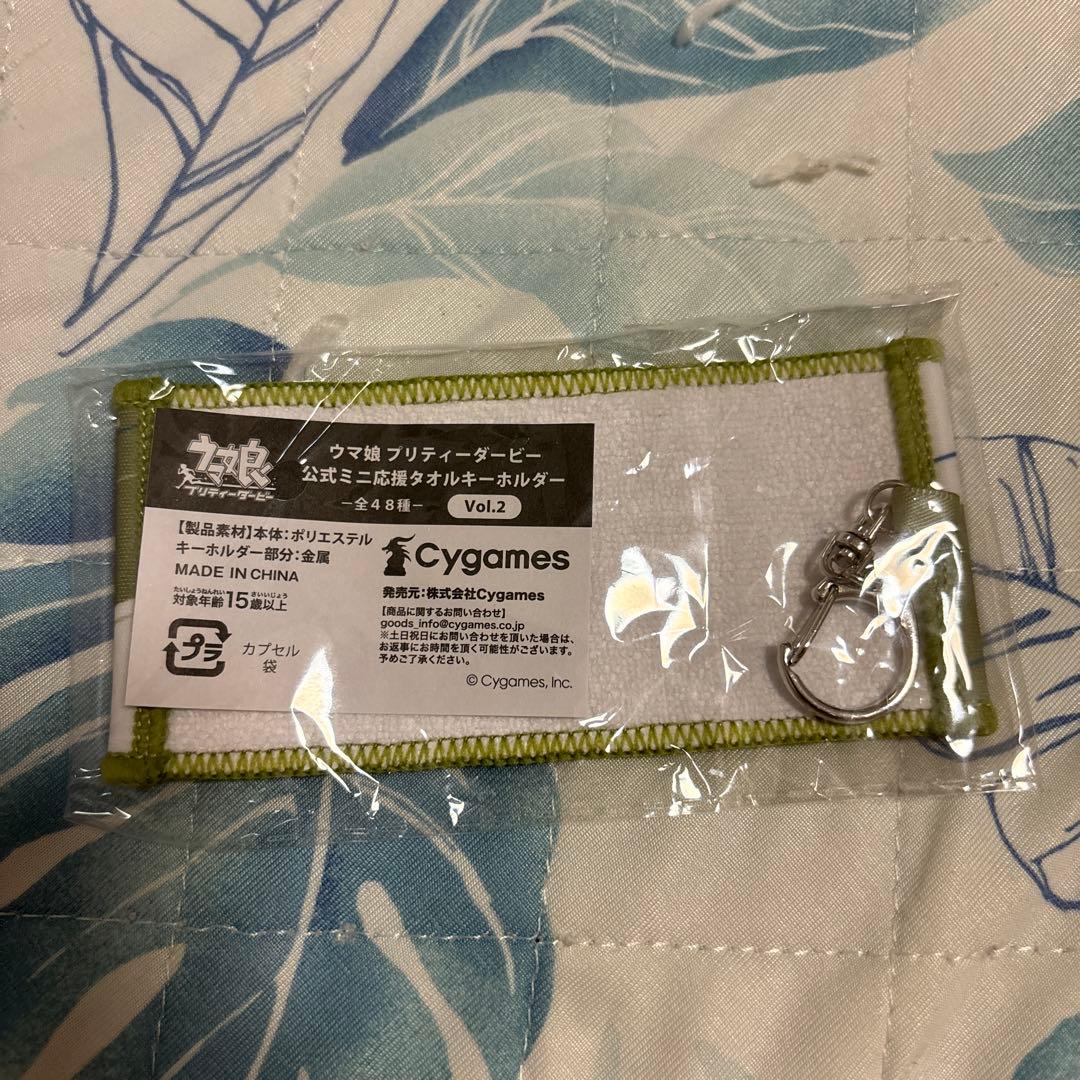 ウマ娘
プリティーダービー
ウマ娘 プリティーダービー
公式ミニ応援タオルキーホルダー
－全48種－ Vol.2
【製品素材】本体：ポリエステル
キーホルダー部分：金属
MADE IN CHINA
たいしょうねんれい さいいじょう
対象年齢15歳以上
プラ
カプセル
袋
Cygames
発売元：株式会社Cygames
【商品に関するお問い合わせ】
goods_info@cygames.co.jp
※土日祝日にお問い合わせを頂いた場合は、
お返事にお時間を頂く可能性がございます。
予めご了承ください。
© Cygames, Inc.